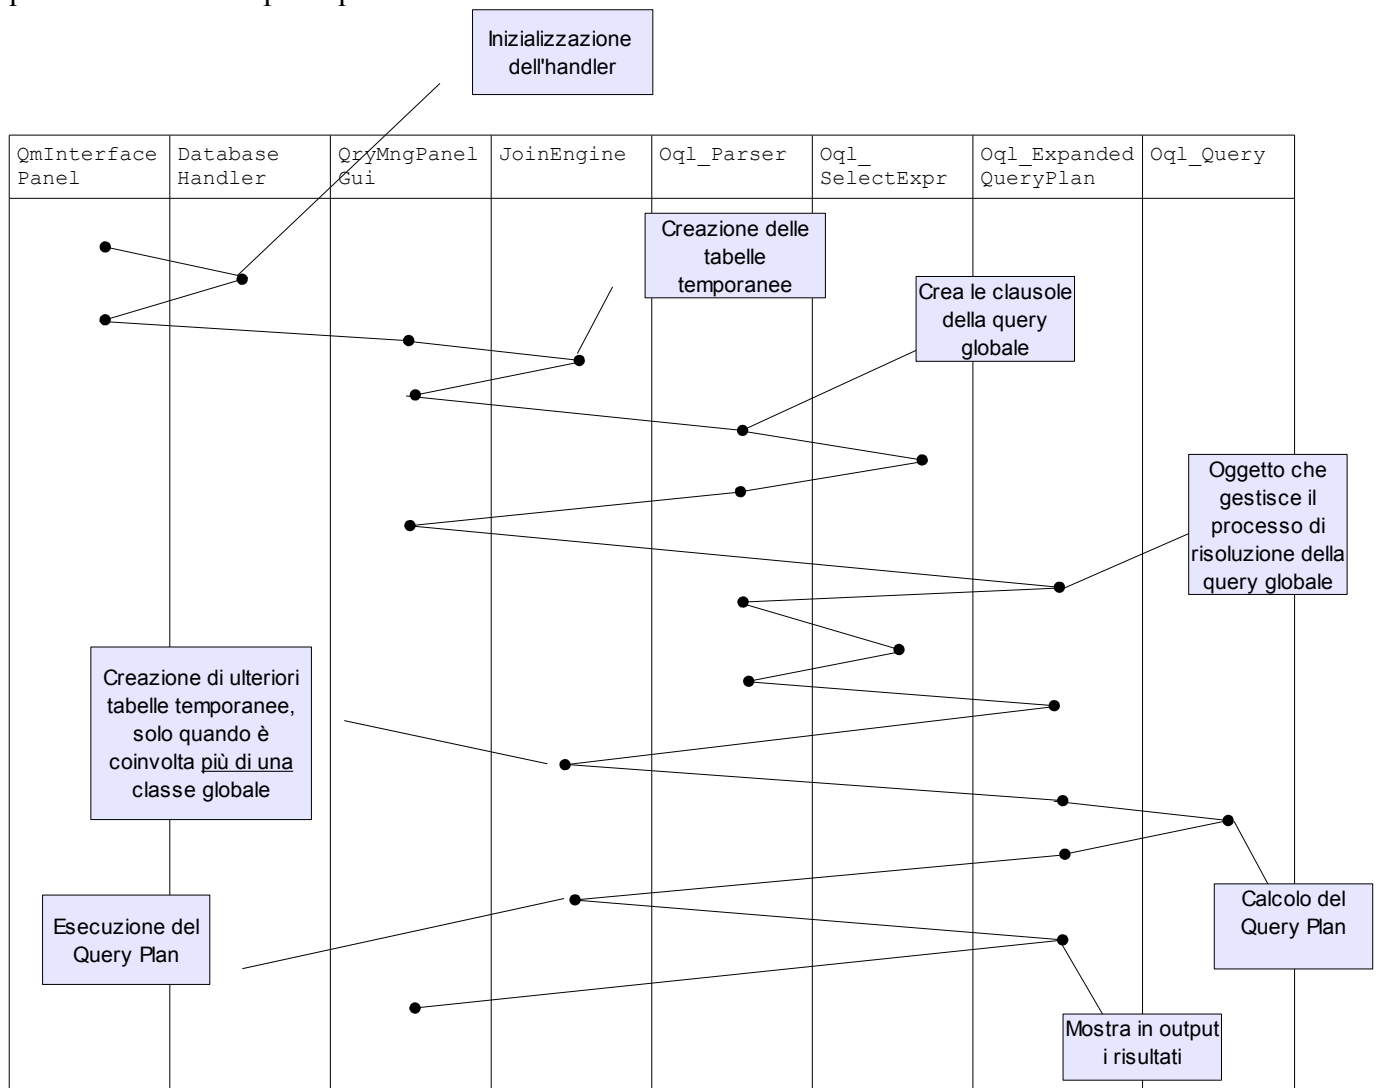 Inizializzazione
dell'handler
QmInterface
Panel
Database
Handler
QryMngPanel
Gui
JoinEngine
Oql_Parser
Oql_
SelectExpr
Oql_Expanded
QueryPlan
Oql_Query
Creazione delle
tabelle
temporanee
Crea le clausole
della query
globale
Oggetto che
gestisce il
processo di
risoluzione della
query globale
Creazione di ulteriori
tabelle temporanee,
solo quando è
coinvolta più di una
classe globale
Calcolo del
Query Plan
Esecuzione del
Query Plan
Mostra in output
i risultati